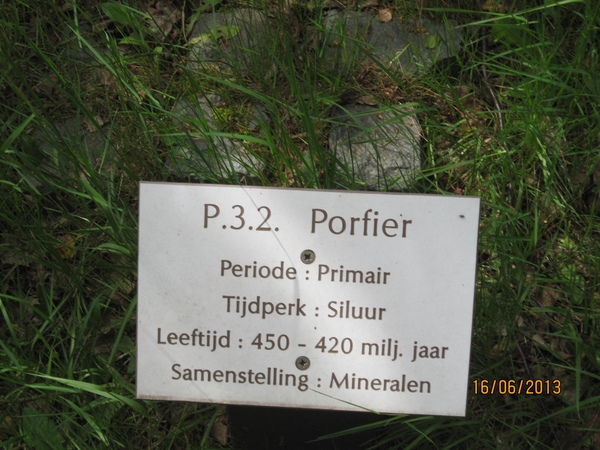 P.3.2. Porfier
Periode : Primair
Tijdperk : Siluur
Leeftijd : 450 - 420 milj. jaar
Samenstelling : Mineralen
16/06/2013